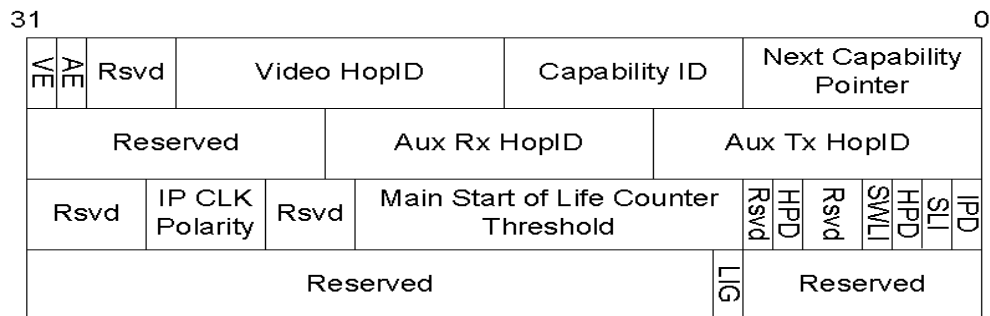 31 0
VE AE Rsvd Video HopID Capability ID Next Capability
Pointer
Reserved Aux Rx HopID Aux Tx HopID
Rsvd IP CLK
Polarity Rsvd Main Start of Life Counter
Threshold Rsvd HPD Rsvd SWLI HPD SLI IPD
Reserved LIG Reserved